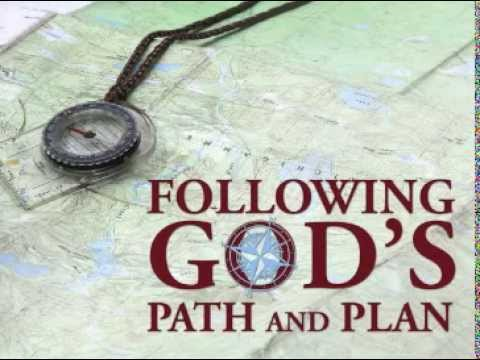 FOLLOWING
GOD'S
PATH AND PLAN